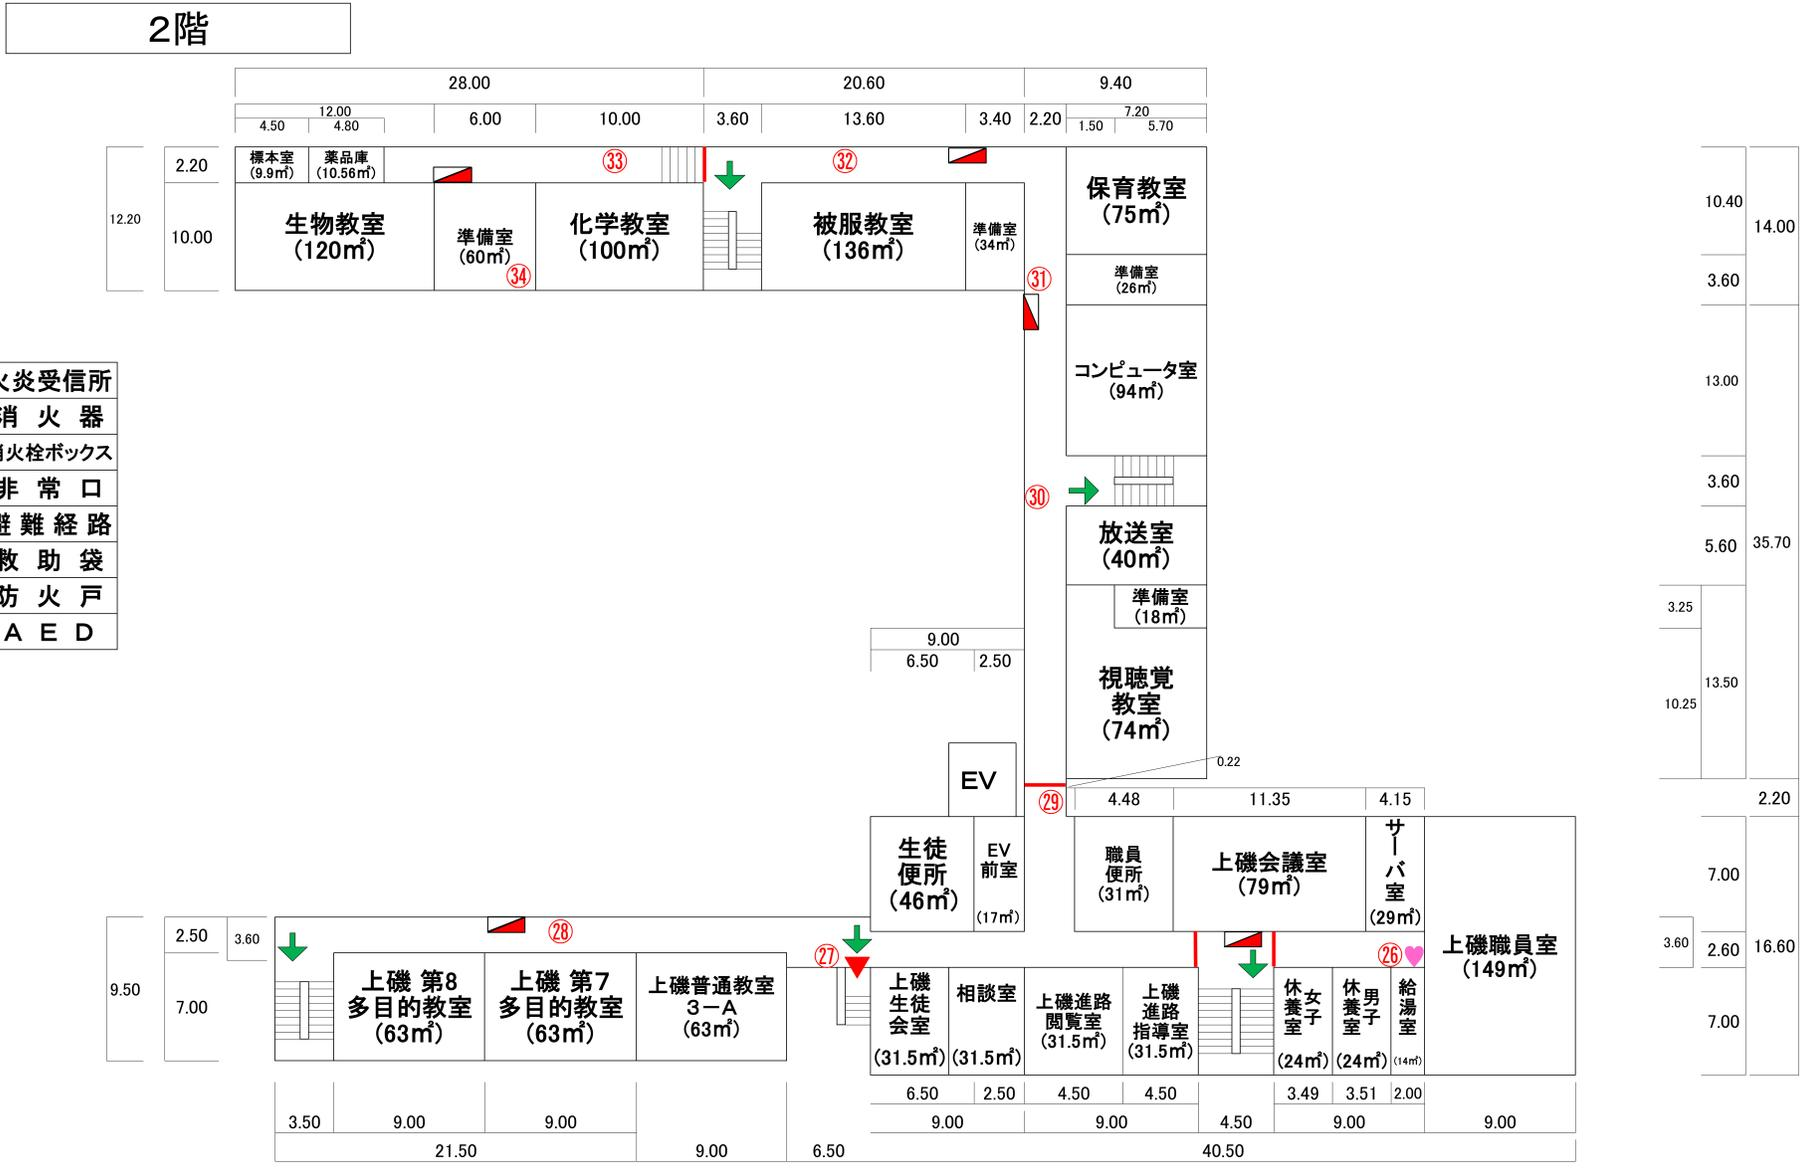 ２階
28.00
20.60
9.40
12.00
7.20
4.50
4.80
6.00
10.00
3.60
13.60
3.40
2.20
1.50
5.70
12.20
2.20
10.00
標本室
(9.9㎡)
薬品庫
(10.56㎡)
㉝
㉜
生物教室
(120㎡)
準備室
(60㎡)
㉞
化学教室
(100㎡)
被服教室
(136㎡)
準備室
(34㎡)
㉛
保育教室
(75㎡)
準備室
(26㎡)
コンピュータ室
(94㎡)
㉚
放送室
(40㎡)
準備室
(18㎡)
視聴覚
教室
(74㎡)
10.40
3.60
14.00
13.00
3.60
5.60
35.70
3.25
10.25
13.50
2.20
7.00
3.60
2.60
16.60
7.00
火炎受信所
消 火 器
消火栓ボックス
非 常 口
避 難 経 路
救 助 袋
防 火 戸
Ａ Ｅ Ｄ
9.00
6.50
2.50
EV
0.22
㉙
4.48
11.35
4.15
生徒
便所
(46㎡)
EV
前室
(17㎡)
職員
便所
(31㎡)
上磯会議室
(79㎡)
サーバ室
(29㎡)
上磯職員室
(149㎡)
9.50
2.50
3.60
7.00
㉘
㉗
㉖
上磯 第8
多目的教室
(63㎡)
上磯 第７
多目的教室
(63㎡)
上磯普通教室
３－Ａ
(63㎡)
上磯
生徒
会室
(31.5㎡)
相談室
(31.5㎡)
上磯進路
閲覧室
(31.5㎡)
上磯
進路
指導室
(31.5㎡)
女子
休養室
(24㎡)
男子
休養室
(24㎡)
給湯室
(14㎡)
6.50
2.50
4.50
4.50
3.49
3.51
2.00
3.50
9.00
9.00
9.00
9.00
4.50
9.00
9.00
21.50
9.00
6.50
40.50